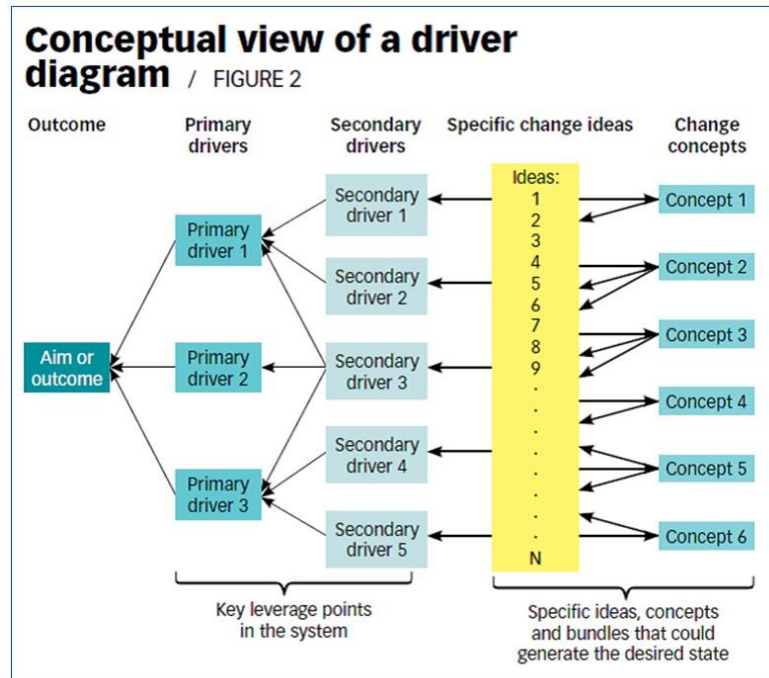 Conceptual view of a driver
diagram / FIGURE 2
Outcome
Primary
drivers
Secondary
drivers
Specific change ideas
Change
concepts
Aim or
outcome
Primary
driver 1
Primary
driver 2
Primary
driver 3
Secondary
driver 1
Secondary
driver 2
Secondary
driver 3
Secondary
driver 4
Secondary
driver 5
Ideas:
1
2
3
4
5
6
7
8
9
.
.
.
.
.
.
.
.
N
Concept 1
Concept 2
Concept 3
Concept 4
Concept 5
Concept 6
Key leverage points
in the system
Specific ideas, concepts
and bundles that could
generate the desired state